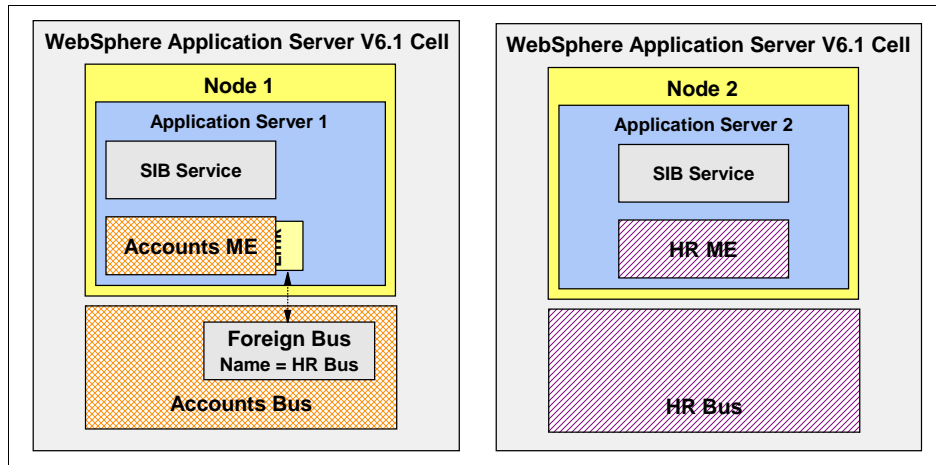 WebSphere Application Server V6.1 Cell
Node 1
Application Server 1
SIB Service
Accounts ME
Foreign Bus
Name = HR Bus
Accounts Bus
WebSphere Application Server V6.1 Cell
Node 2
Application Server 2
SIB Service
HR ME
HR Bus